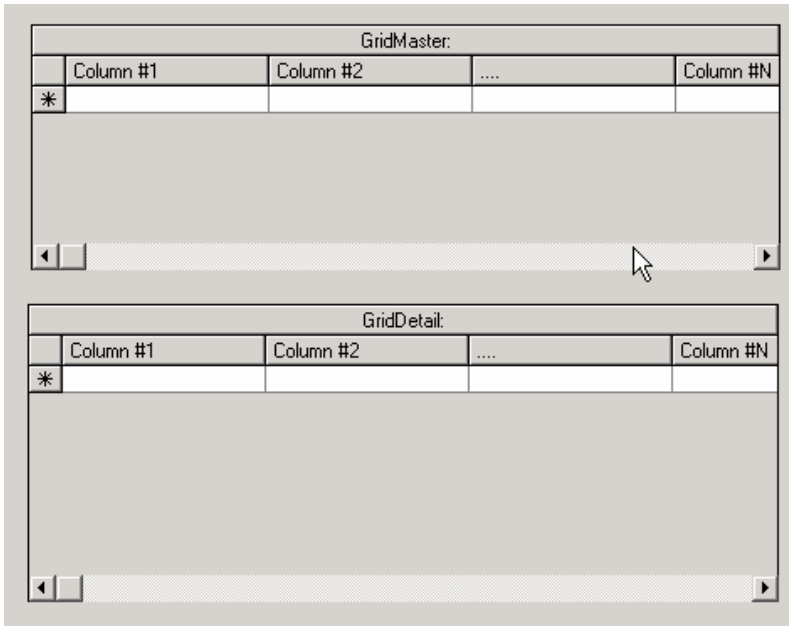 GridMaster:
Column #1 Column #2 .... Column #N
*
GridDetail:
Column #1 Column #2 .... Column #N
*